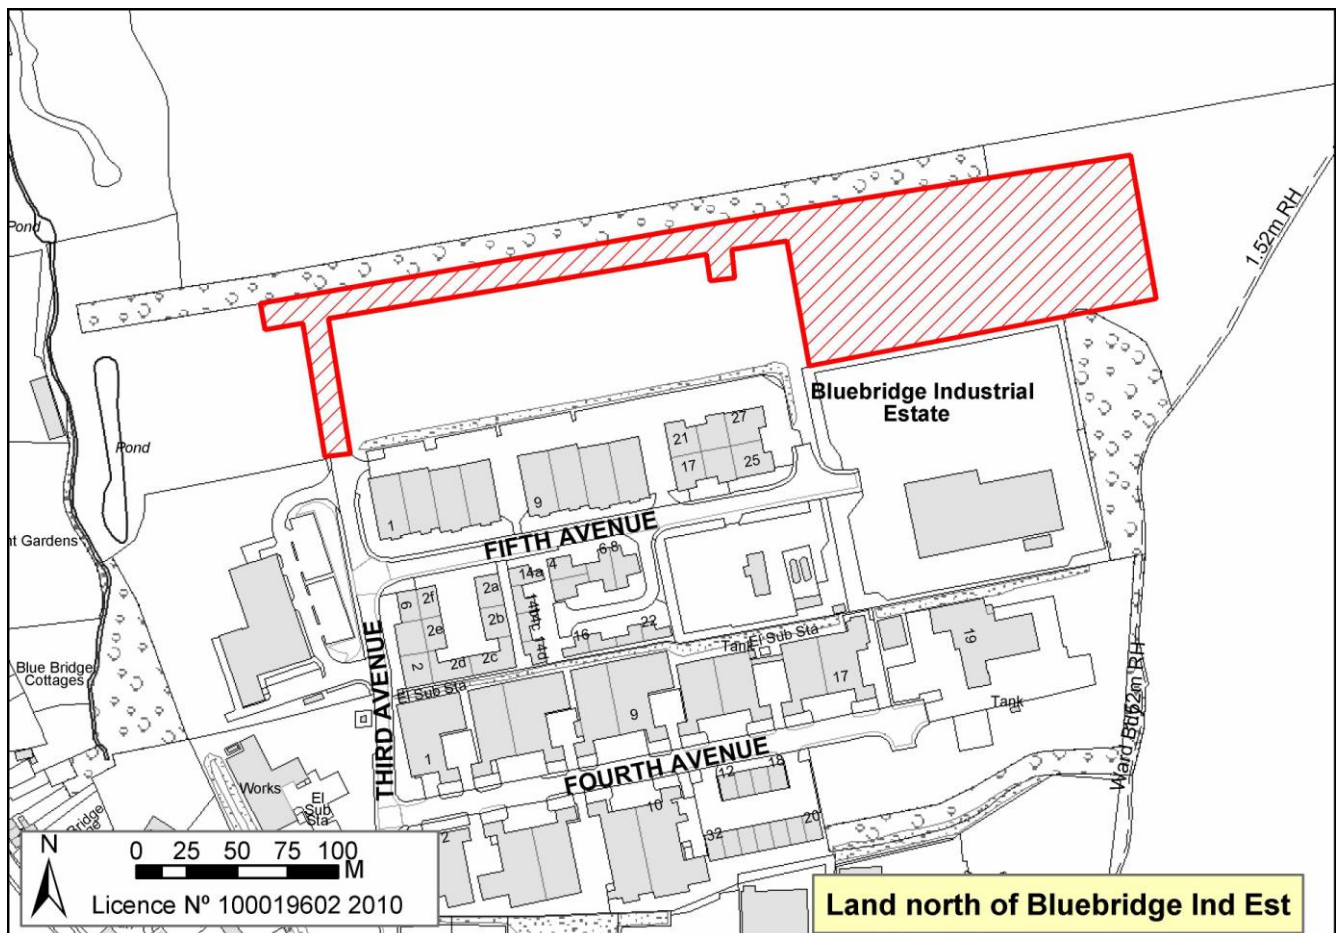 Pond
1.52m RH
Bluebridge Industrial
Estate
27
21
17
25
Pond
9
1
FIFTH AVENUE
nt Gardens
6-8
4
14a
2a
2f
6
2b
14c
14d
2e
22
16
2
2d
2c
El Sub Sta
Tank
El Sub Sta
19
17
Blue Bridge
Cottages
THIRD AVENUE
9
Tank
1
FOURTH AVENUE
Works
El
Sub
Sta
12
18
10
20
32
2
N
0 25 50 75 100
M
Licence Nº 100019602 2010
Land north of Bluebridge Ind Est